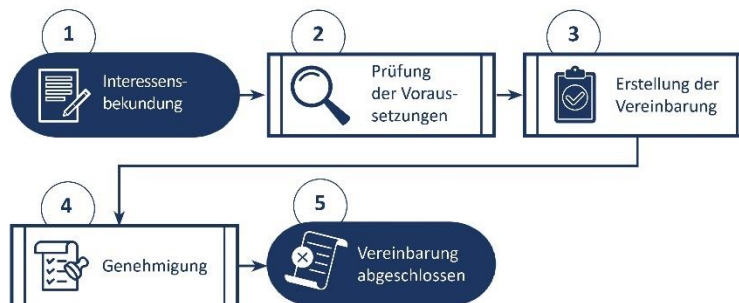 1
Interessens-
bekundung
2
Prüfung
der Voraus-
setzungen
3
Erstellung der
Vereinbarung
4
Genehmigung
5
Vereinbarung
abgeschlossen